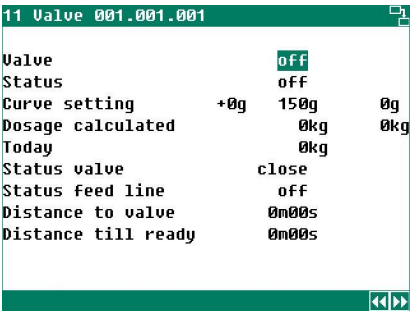 11 Valve 001.001.001
Valve off
Status off
Curve setting +0g 150g 0g
Dosage calculated 0kg 0kg
Today 0kg
Status valve close
Status feed line off
Distance to valve 0m00s
Distance till ready 0m00s